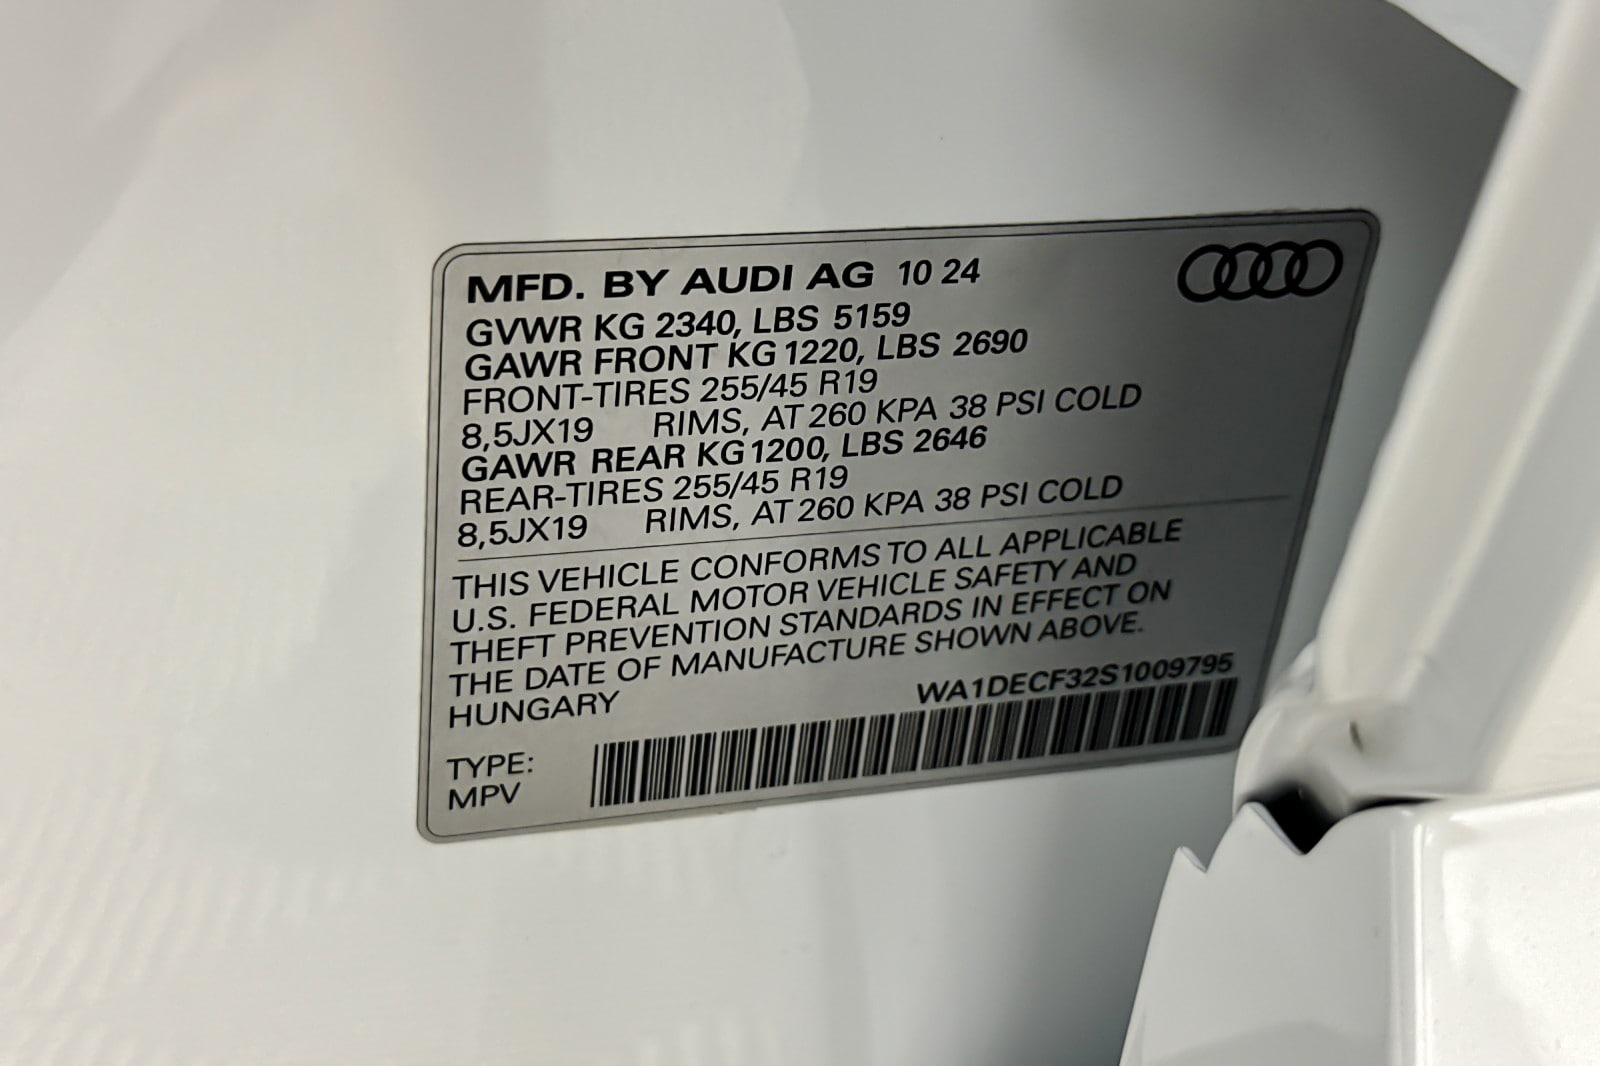 MFD. BY AUDI AG 10 24
GVWR KG 2340, LBS 5159
GAWR FRONT KG 1220, LBS 2690
FRONT-TIRES 255/45 R19
8,5JX19 RIMS, AT 260 KPA 38 PSI COLD
GAWR REAR KG 1200, LBS 2646
REAR-TIRES 255/45 R19
8,5JX19 RIMS, AT 260 KPA 38 PSI COLD
THIS VEHICLE CONFORMS TO ALL APPLICABLE
U.S. FEDERAL MOTOR VEHICLE SAFETY AND
THEFT PREVENTION STANDARDS IN EFFECT ON
THE DATE OF MANUFACTURE SHOWN ABOVE.
HUNGARY WA1DECF32S1009795
TYPE:
MPV